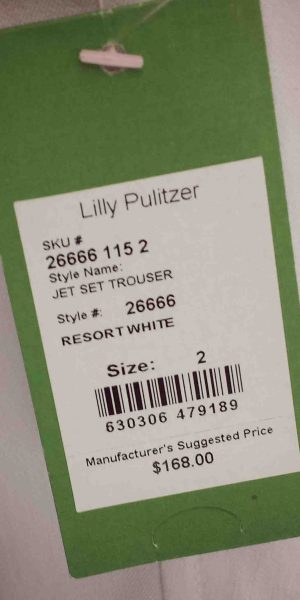 Lilly Pulitzer
SKU #
26666 115 2
Style Name:
JET SET TROUSER
Style #: 26666
RESORT WHITE
Size: 2
630306 479189
Manufacturer's Suggested Price
$168.00